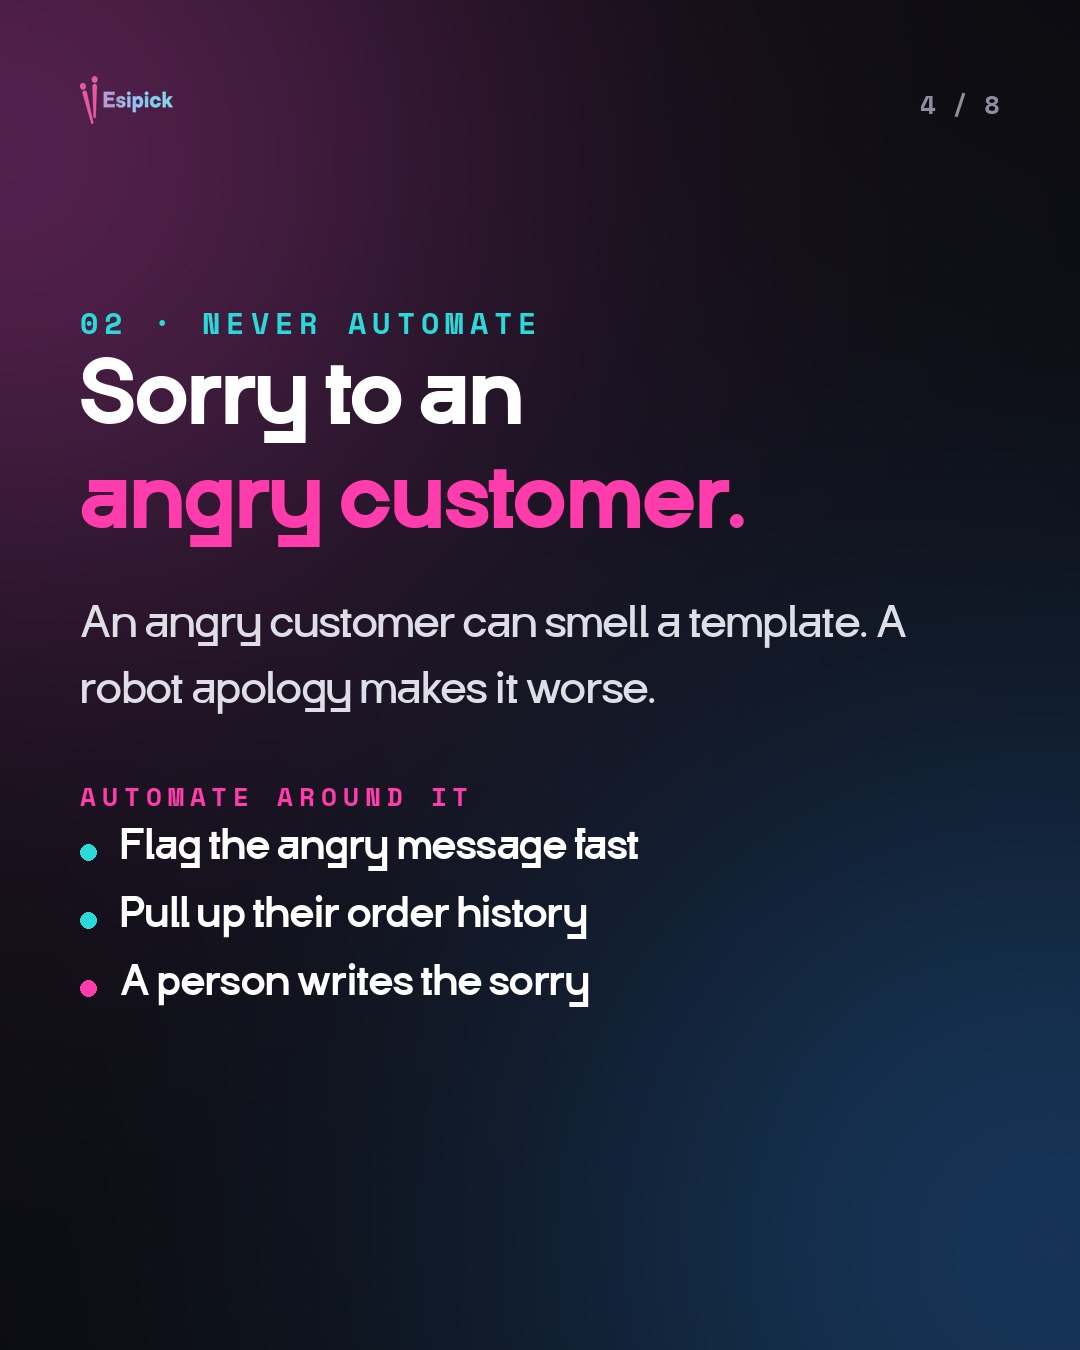 Esipick
4 / 8
02 · NEVER AUTOMATE
Sorry to an
angry customer.
An angry customer can smell a template. A
robot apology makes it worse.
AUTOMATE AROUND IT
Flag the angry message fast
Pull up their order history
A person writes the sorry